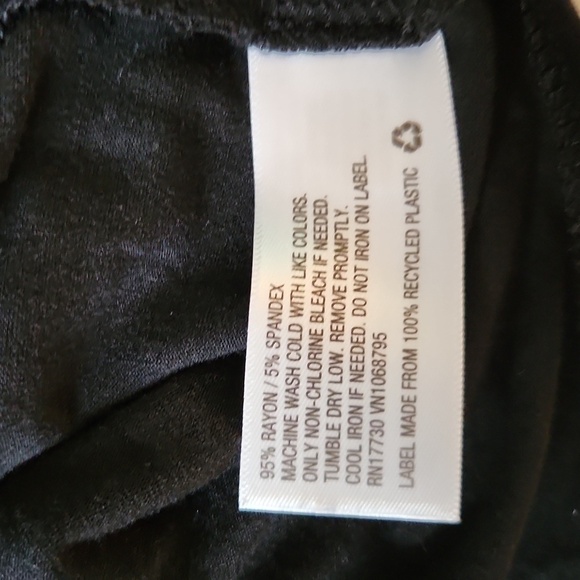 95% RAYON / 5% SPANDEX
MACHINE WASH COLD WITH LIKE COLORS.
ONLY NON-CHLORINE BLEACH IF NEEDED.
TUMBLE DRY LOW. REMOVE PROMPTLY.
COOL IRON IF NEEDED. DO NOT IRON ON LABEL.
RN17730 VN1068795
LABEL MADE FROM 100% RECYCLED PLASTIC